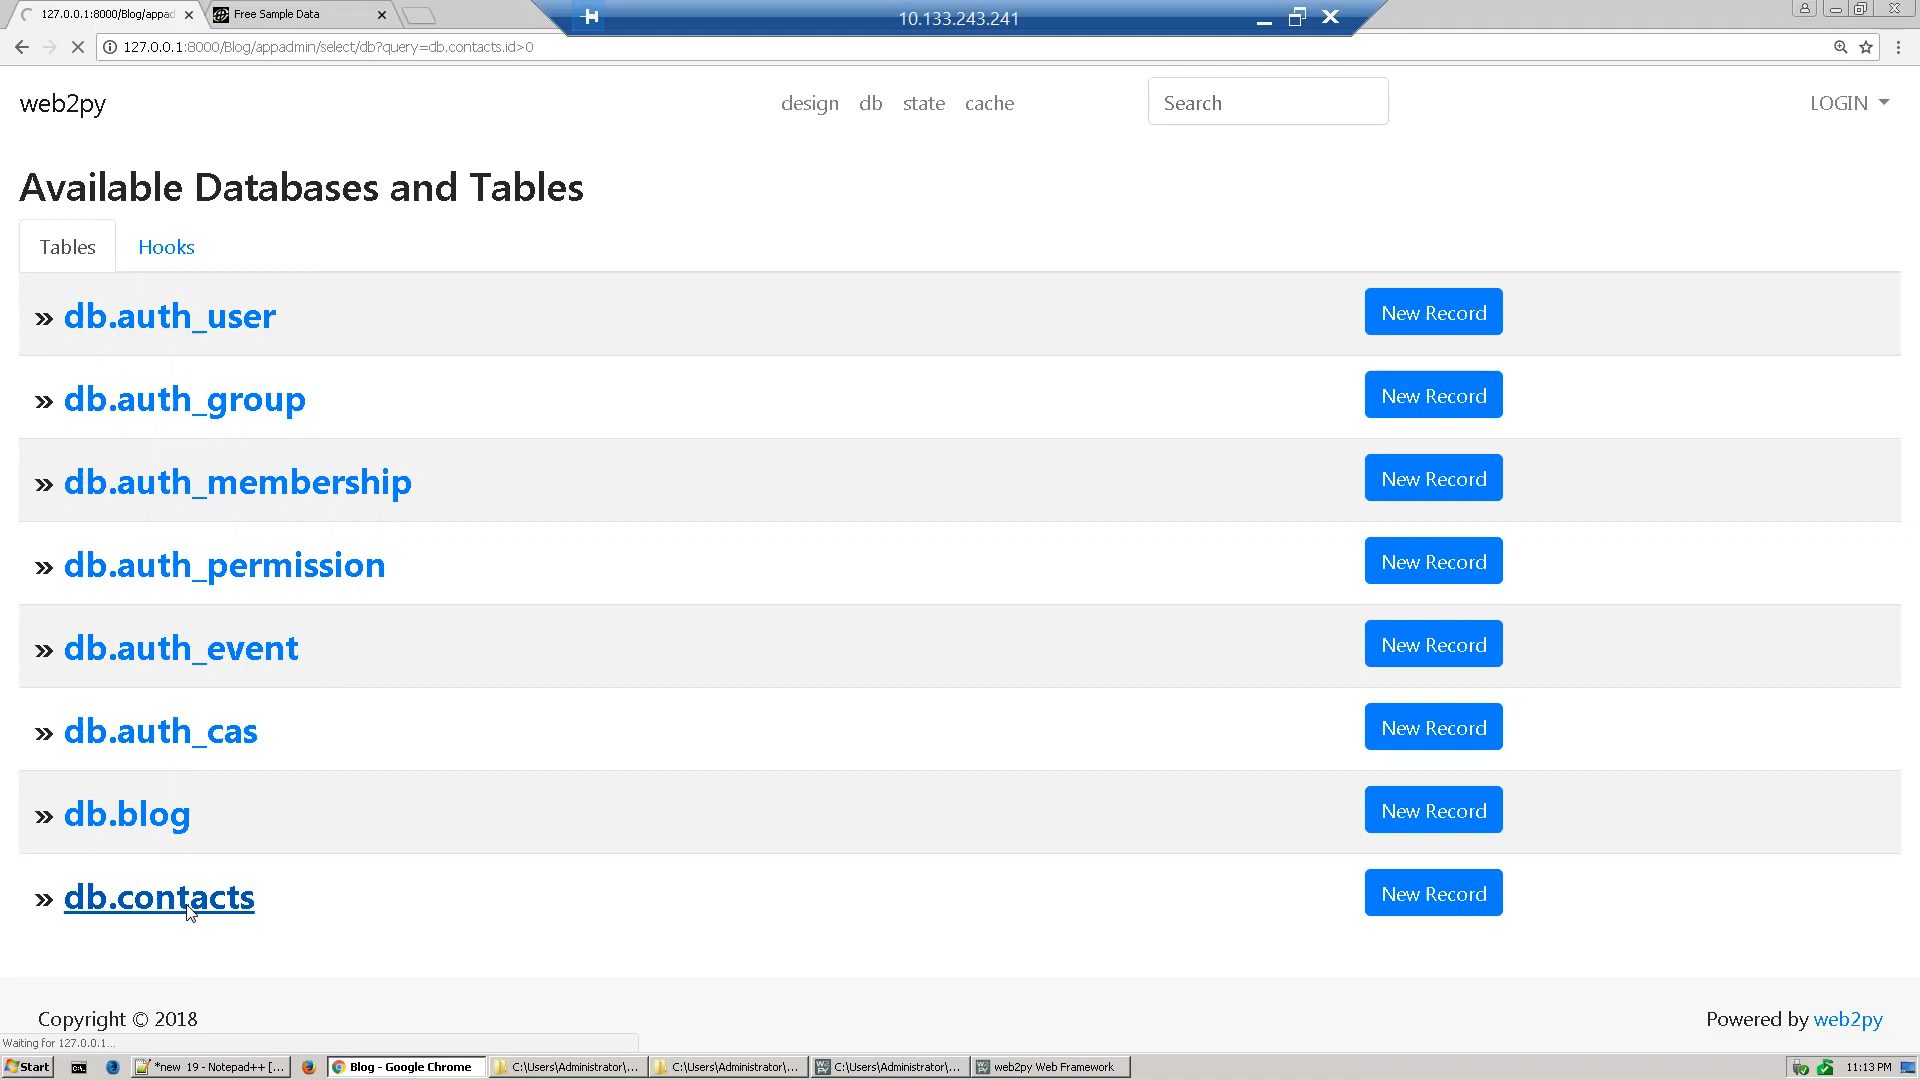 127.0.0.1:8000/Blog/appad
Free Sample Data
10.133.243.241
127.0.0.1:8000/Blog/appadmin/select/db?query=db.contacts.id>0
web2py
design db state cache
Search
LOGIN
Available Databases and Tables
Tables Hooks
» db.auth_user New Record
» db.auth_group New Record
» db.auth_membership New Record
» db.auth_permission New Record
» db.auth_event New Record
» db.auth_cas New Record
» db.blog New Record
» db.contacts New Record
Copyright © 2018
Powered by web2py
Waiting for 127.0.0.1...
Start
*new 19 - Notepad++ [...
Blog - Google Chrome
C:\Users\Administrator\...
C:\Users\Administrator\...
C:\Users\Administrator\...
web2py Web Framework
11:13 PM